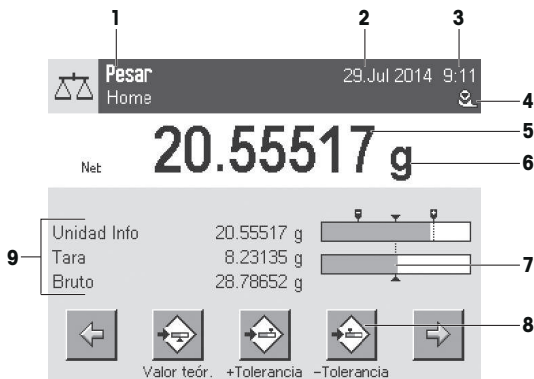 1 2 3
Pesar 29.Jul 2014 9:11
Home
4
5
Net 20.55517 g
6
Unidad Info 20.55517 g
9 Tara 8.23135 g 7
Bruto 28.78652 g
8
Valor teór. +Tolerancia -Tolerancia